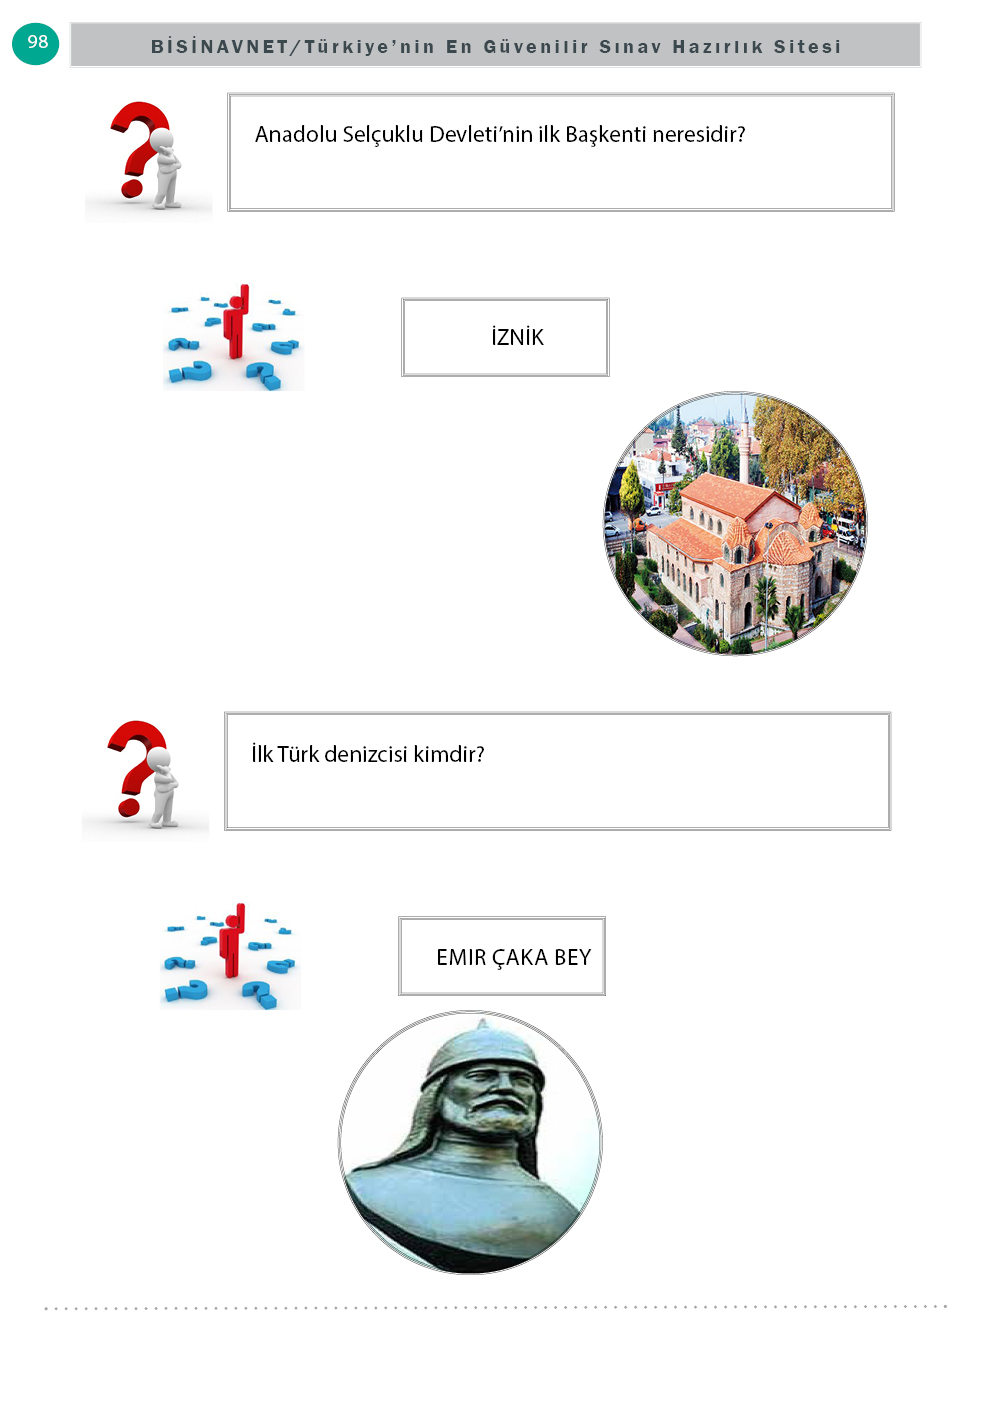 98
BİSİNAVNET/Türkiye’nin En Güvenilir Sınav Hazırlık Sitesi
Anadolu Selçuklu Devleti’nin ilk Başkenti neresidir?
İZNİK
İlk Türk denizcisi kimdir?
EMIR ÇAKA BEY